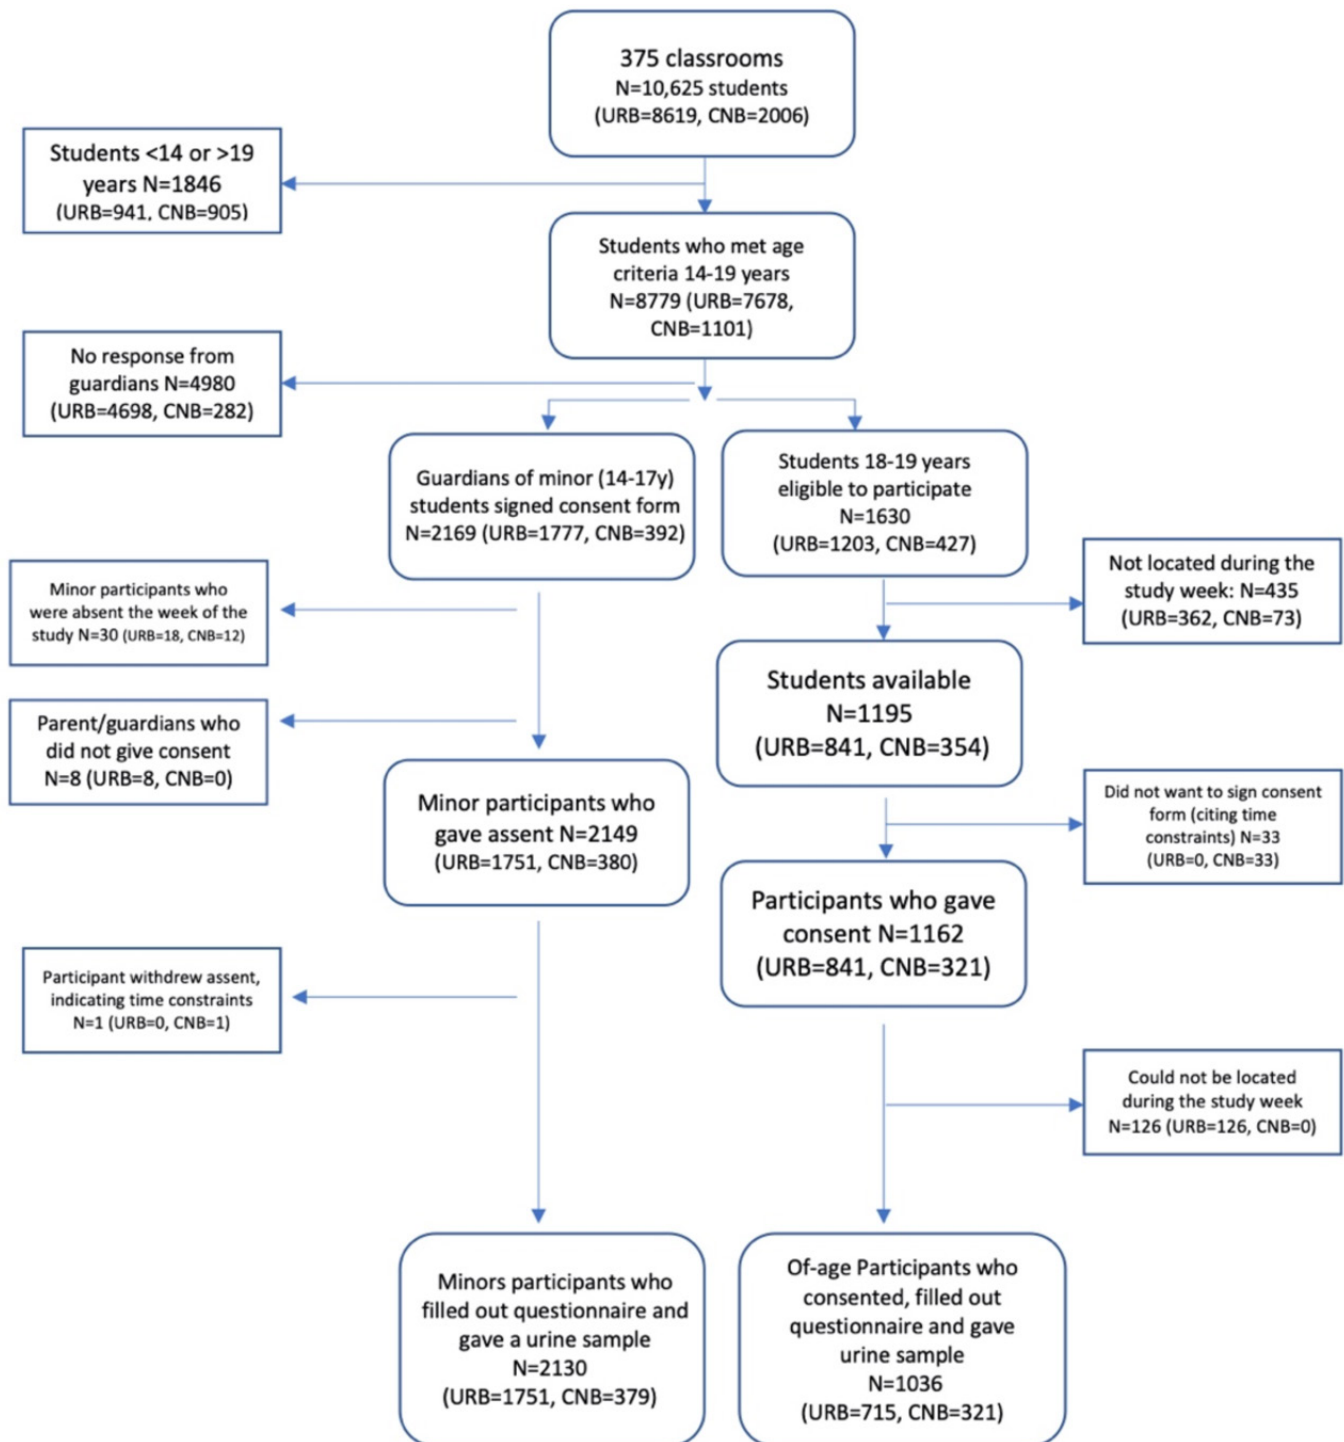 375 classrooms
N=10,625 students
(URB=8619, CNB=2006)
Students <14 or >19
years N=1846
(URB=941, CNB=905)
Students who met age
criteria 14-19 years
N=8779 (URB=7678,
CNB=1101)
No response from
guardians N=4980
(URB=4698, CNB=282)
Guardians of minor (14-17y)
students signed consent form
N=2169 (URB=1777, CNB=392)
Students 18-19 years
eligible to participate
N=1630
(URB=1203, CNB=427)
Minor participants who
were absent the week of the
study N=30 (URB=18, CNB=12)
Not located during the
study week: N=435
(URB=362, CNB=73)
Parent/guardians who
did not give consent
N=8 (URB=8, CNB=0)
Students available
N=1195
(URB=841, CNB=354)
Minor participants who
gave assent N=2149
(URB=1751, CNB=380)
Did not want to sign consent
form (citing time
constraints) N=33
(URB=0, CNB=33)
Participants who gave
consent N=1162
(URB=841, CNB=321)
Participant withdrew assent,
indicating time constraints
N=1 (URB=0, CNB=1)
Could not be located
during the study week
N=126 (URB=126, CNB=0)
Minors participants who
filled out questionnaire and
gave a urine sample
N=2130
(URB=1751, CNB=379)
Of-age Participants who
consented, filled out
questionnaire and gave
urine sample
N=1036
(URB=715, CNB=321)